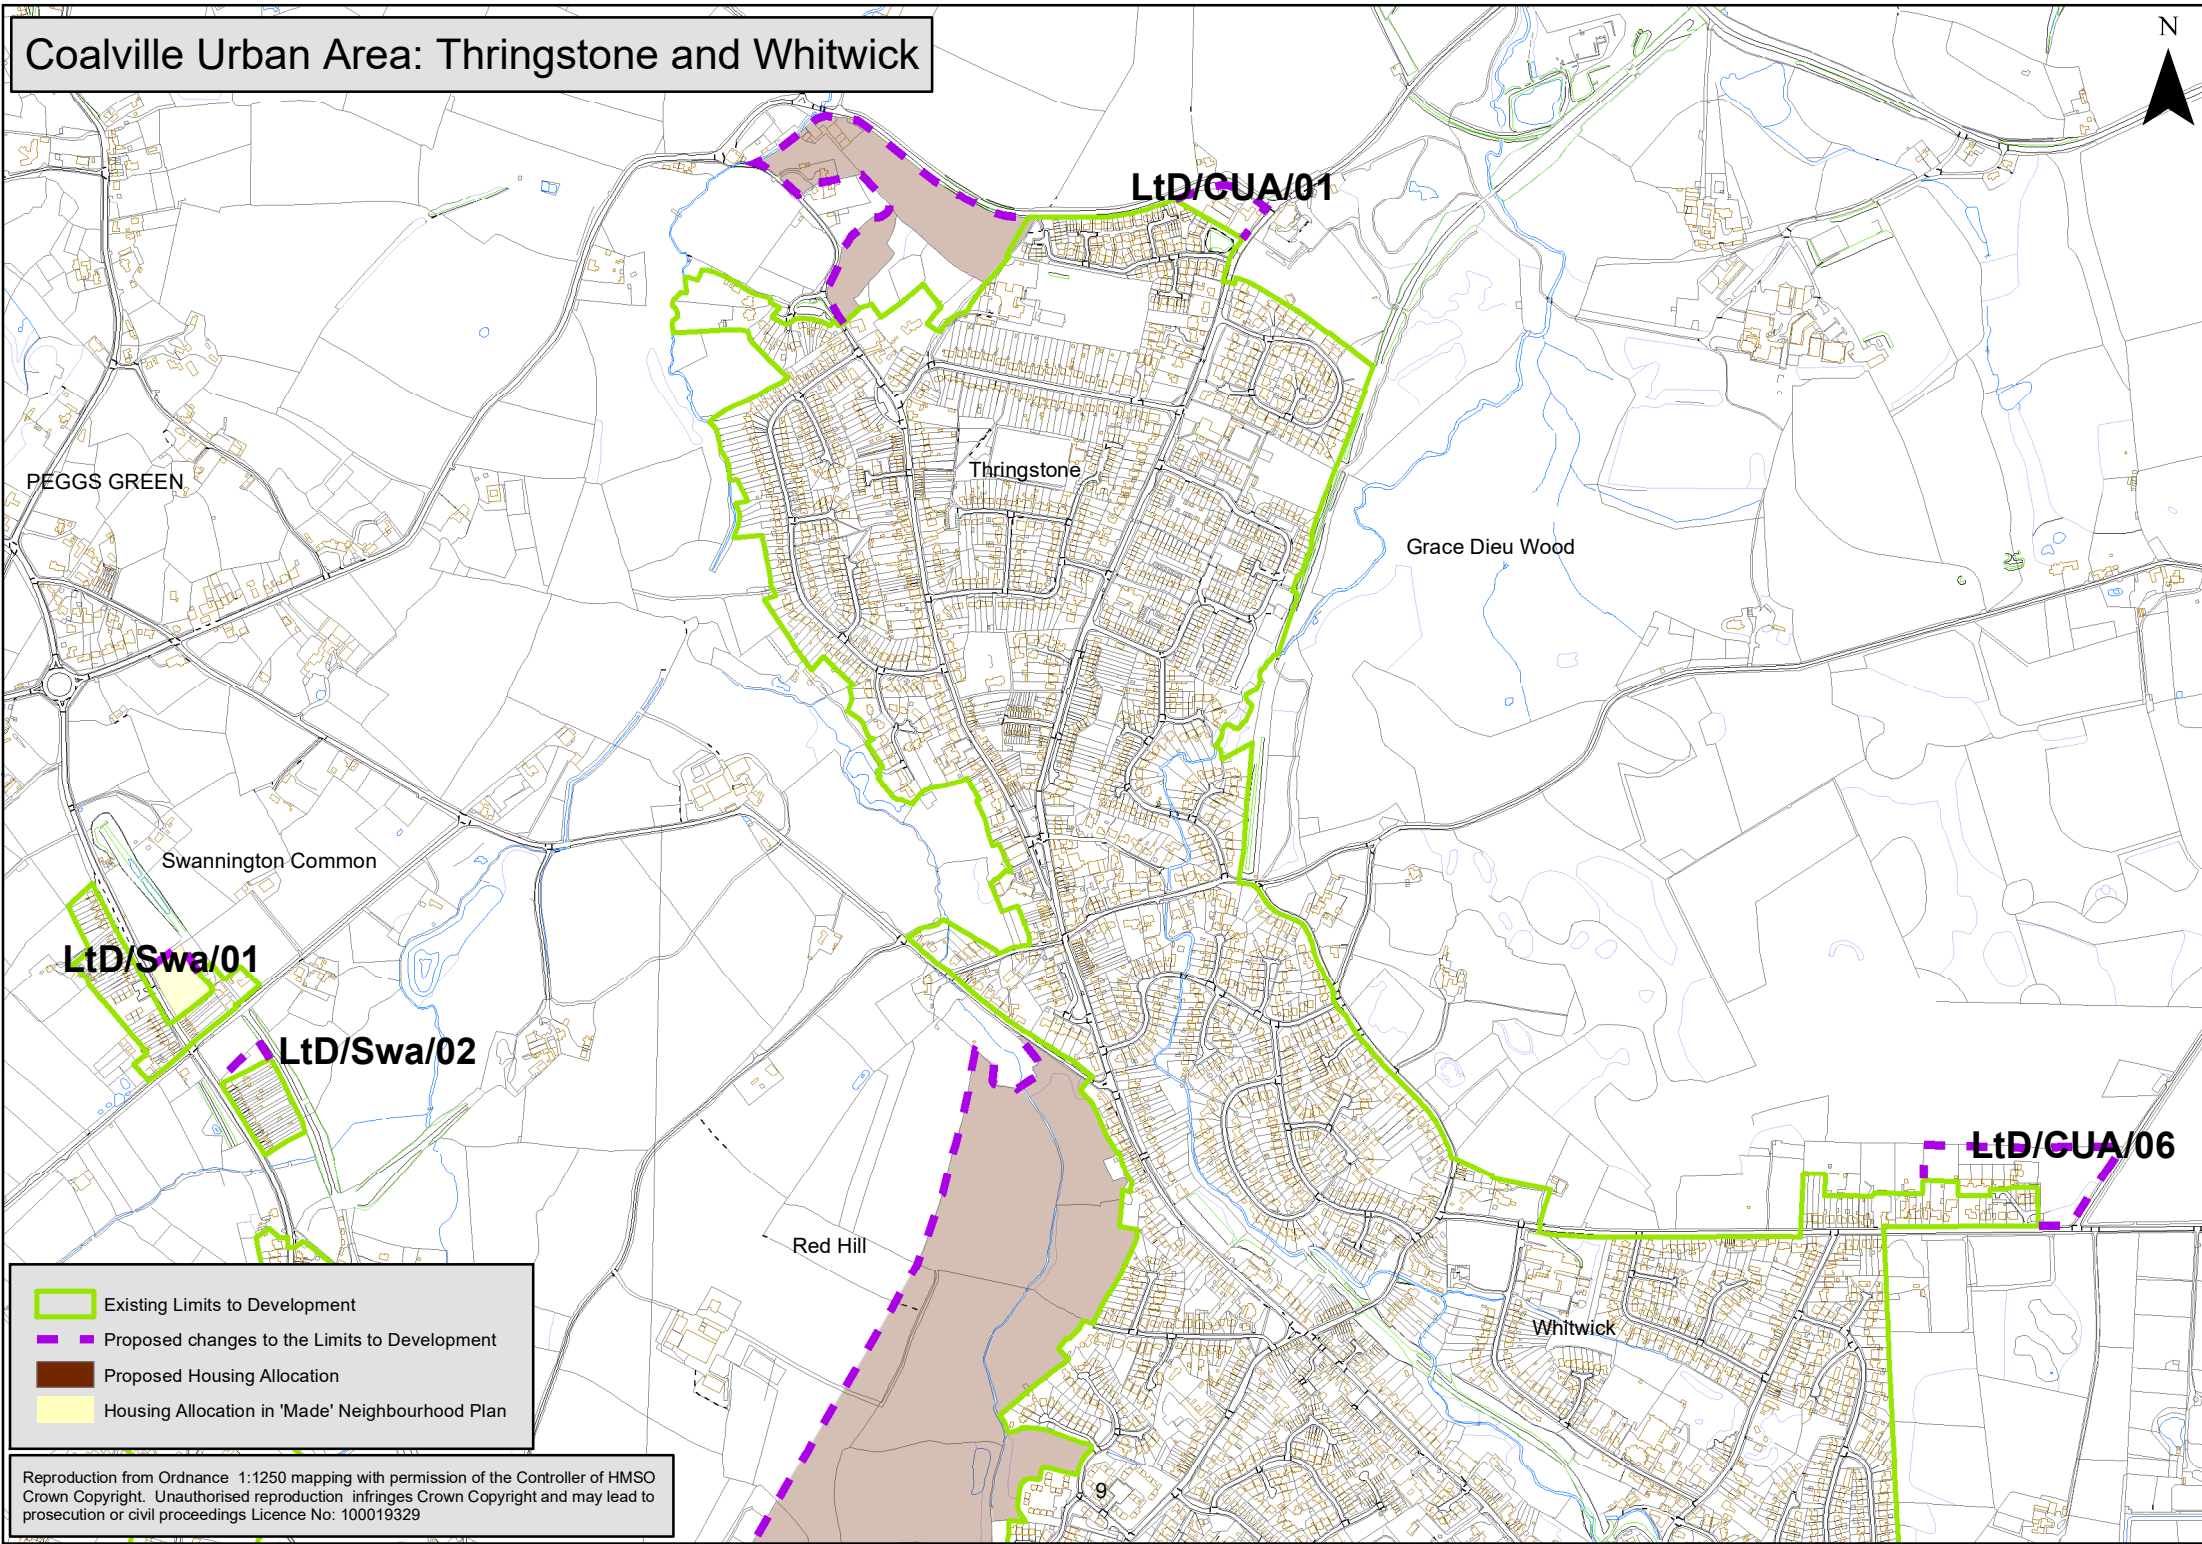 Coalville Urban Area: Thringstone and Whitwick
N
LtD/CUA/01
PEGGS GREEN
Thringstone
Grace Dieu Wood
Swannington Common
LtD/Swa/01
LtD/Swa/02
LtD/CUA/06
Red Hill
Whitwick
9
Existing Limits to Development
Proposed changes to the Limits to Development
Proposed Housing Allocation
Housing Allocation in 'Made' Neighbourhood Plan
Reproduction from Ordnance 1:1250 mapping with permission of the Controller of HMSO
Crown Copyright. Unauthorised reproduction infringes Crown Copyright and may lead to
prosecution or civil proceedings Licence No: 100019329